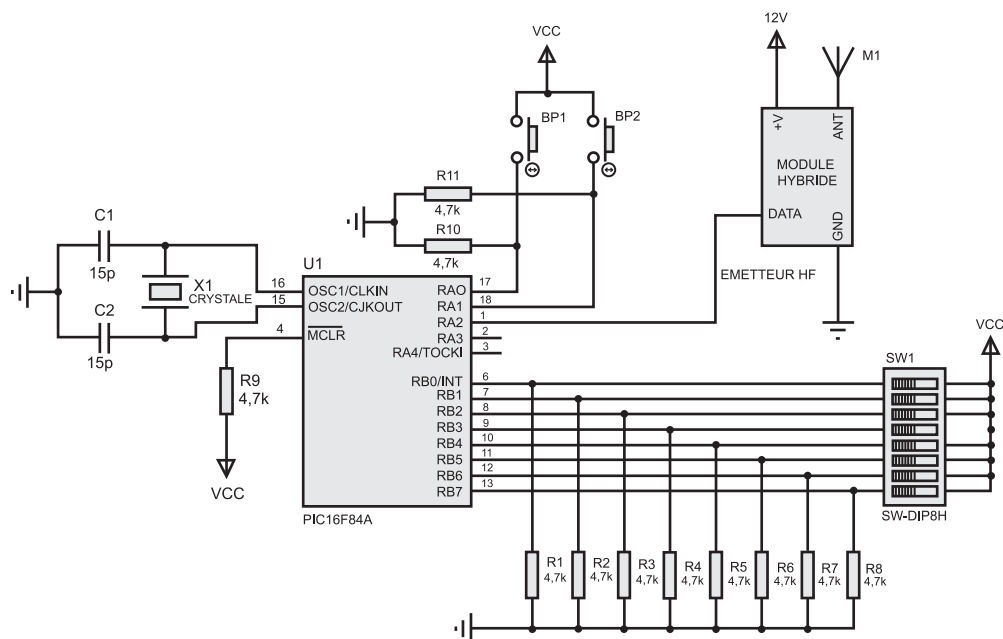 12V
VCC
M1
BP1
BP2
+V
ANT
MODULE
HYBRIDE
R11
4,7k
DATA
GND
C1
R10
4,7k
15p
U1
EMETTEUR HF
X1
CRYSTALE
16
OSC1/CLKIN
15
OSC2/CJKOUT
4
MCLR
RAO
17
RA1
18
RA2
1
RA3
2
RA4/TOCKI
3
C2
15p
VCC
SW1
R9
4,7k
RB0/INT
6
RB1
7
RB2
8
RB3
9
RB4
10
RB5
11
RB6
12
RB7
13
VCC
PIC16F84A
SW-DIP8H
R1
4,7k
R2
4,7k
R3
4,7k
R4
4,7k
R5
4,7k
R6
4,7k
R7
4,7k
R8
4,7k